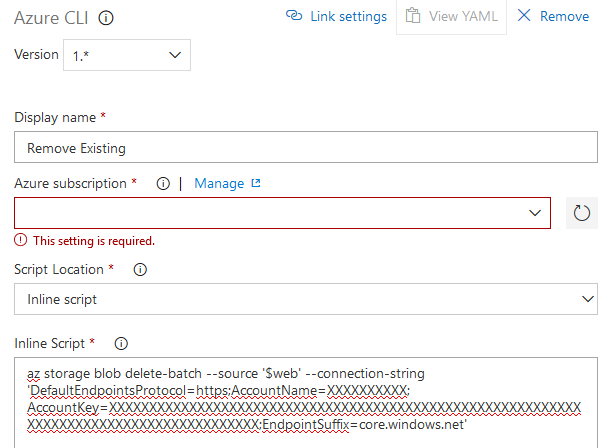 Azure CLI
Link settings
View YAML
Remove
Version 1.*
Display name *
Remove Existing
Azure subscription * | Manage
This setting is required.
Script Location *
Inline script
Inline Script *
az storage blob delete-batch --source '$web' --connection-string
'DefaultEndpointsProtocol=https;AccountName=XXXXXXXXXX;
AccountKey=XXXXXXXXXXXXXXXXXXXXXXXXXXXXXXXXXXXXXXXXXXXXXXXXXXXXXXXXXXX
XXXXXXXXXXXXXXXXXXXXXXXXXXXXX;EndpointSuffix=core.windows.net'